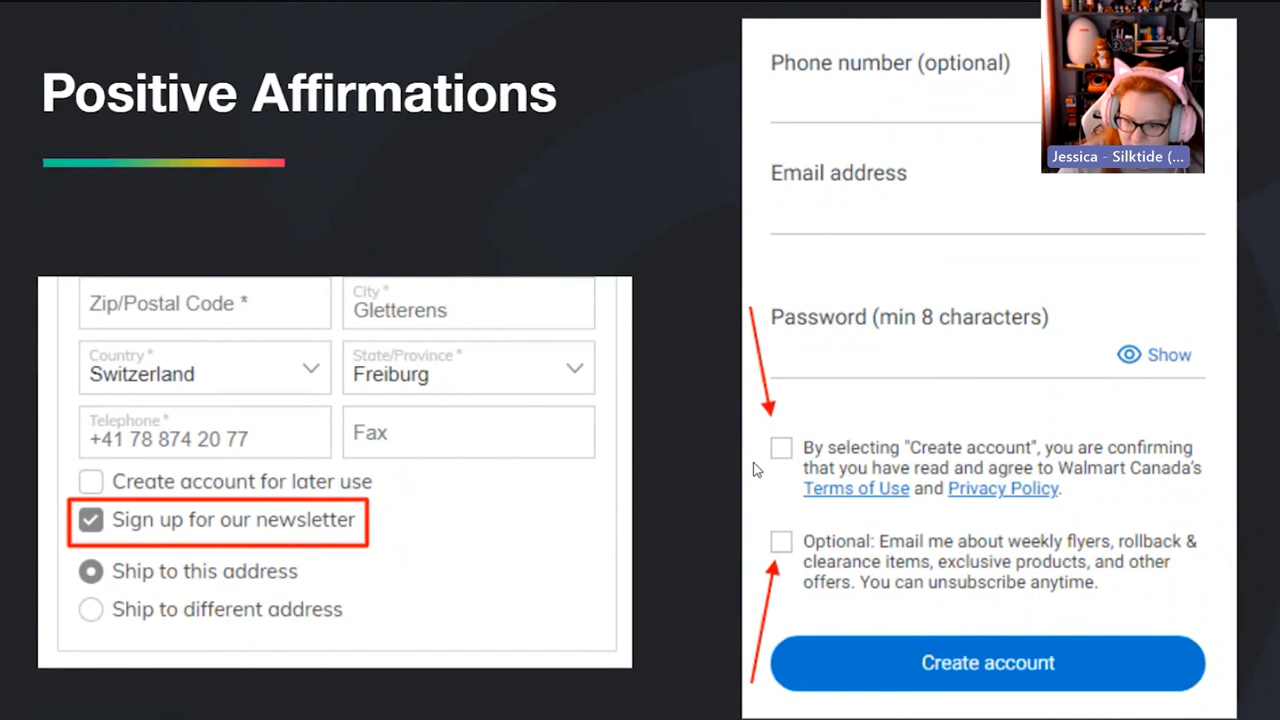 Positive Affirmations
Zip/Postal Code *
City *
Gletterens
Country *
Switzerland
State/Province *
Freiburg
Telephone *
+41 78 874 20 77
Fax
Create account for later use
Sign up for our newsletter
Ship to this address
Ship to different address
Phone number (optional)
Jessica - Silktide (...
Email address
Password (min 8 characters)
Show
By selecting "Create account", you are confirming
that you have read and agree to Walmart Canada's
Terms of Use and Privacy Policy.
Optional: Email me about weekly flyers, rollback &
clearance items, exclusive products, and other
offers. You can unsubscribe anytime.
Create account